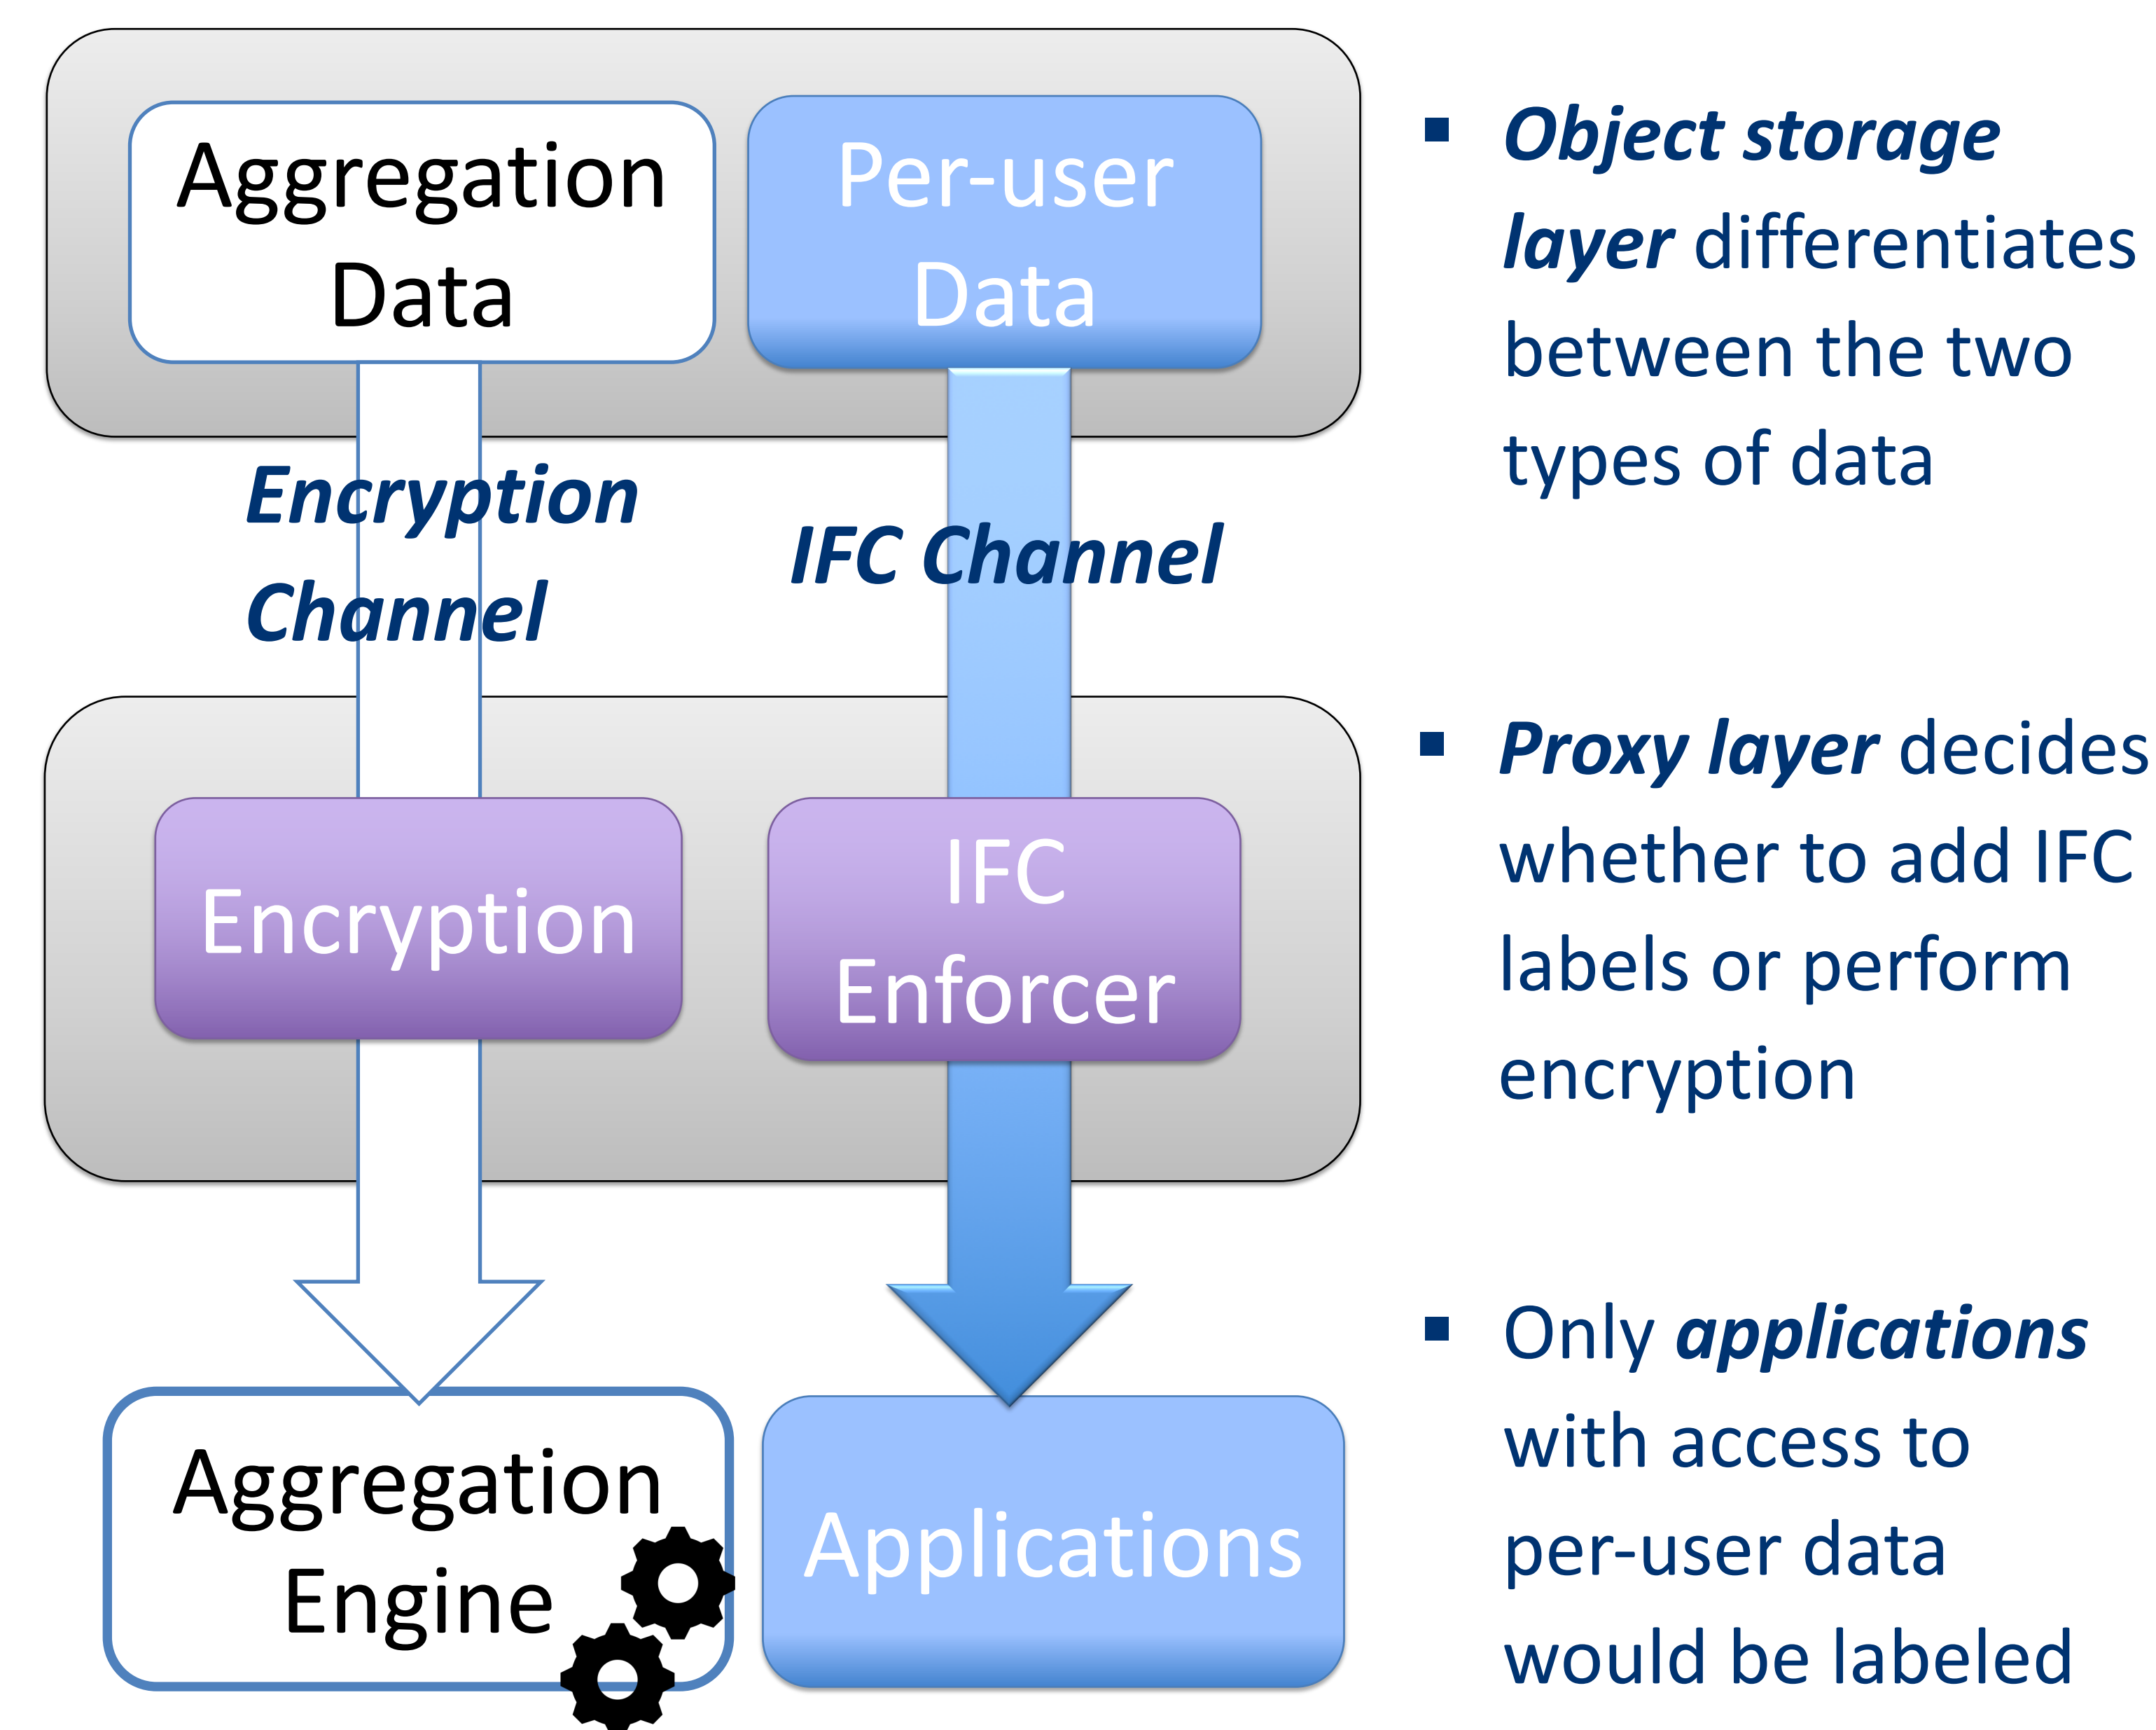 Aggregation
Data
Per-user
Data
Encryption
Channel
IFC Channel
Encryption
IFC
Enforcer
Aggregation
Engine
Applications
▪ Object storage
layer differentiates
between the two
types of data
▪ Proxy layer decides
whether to add IFC
labels or perform
encryption
▪ Only applications
with access to
per-user data
would be labeled